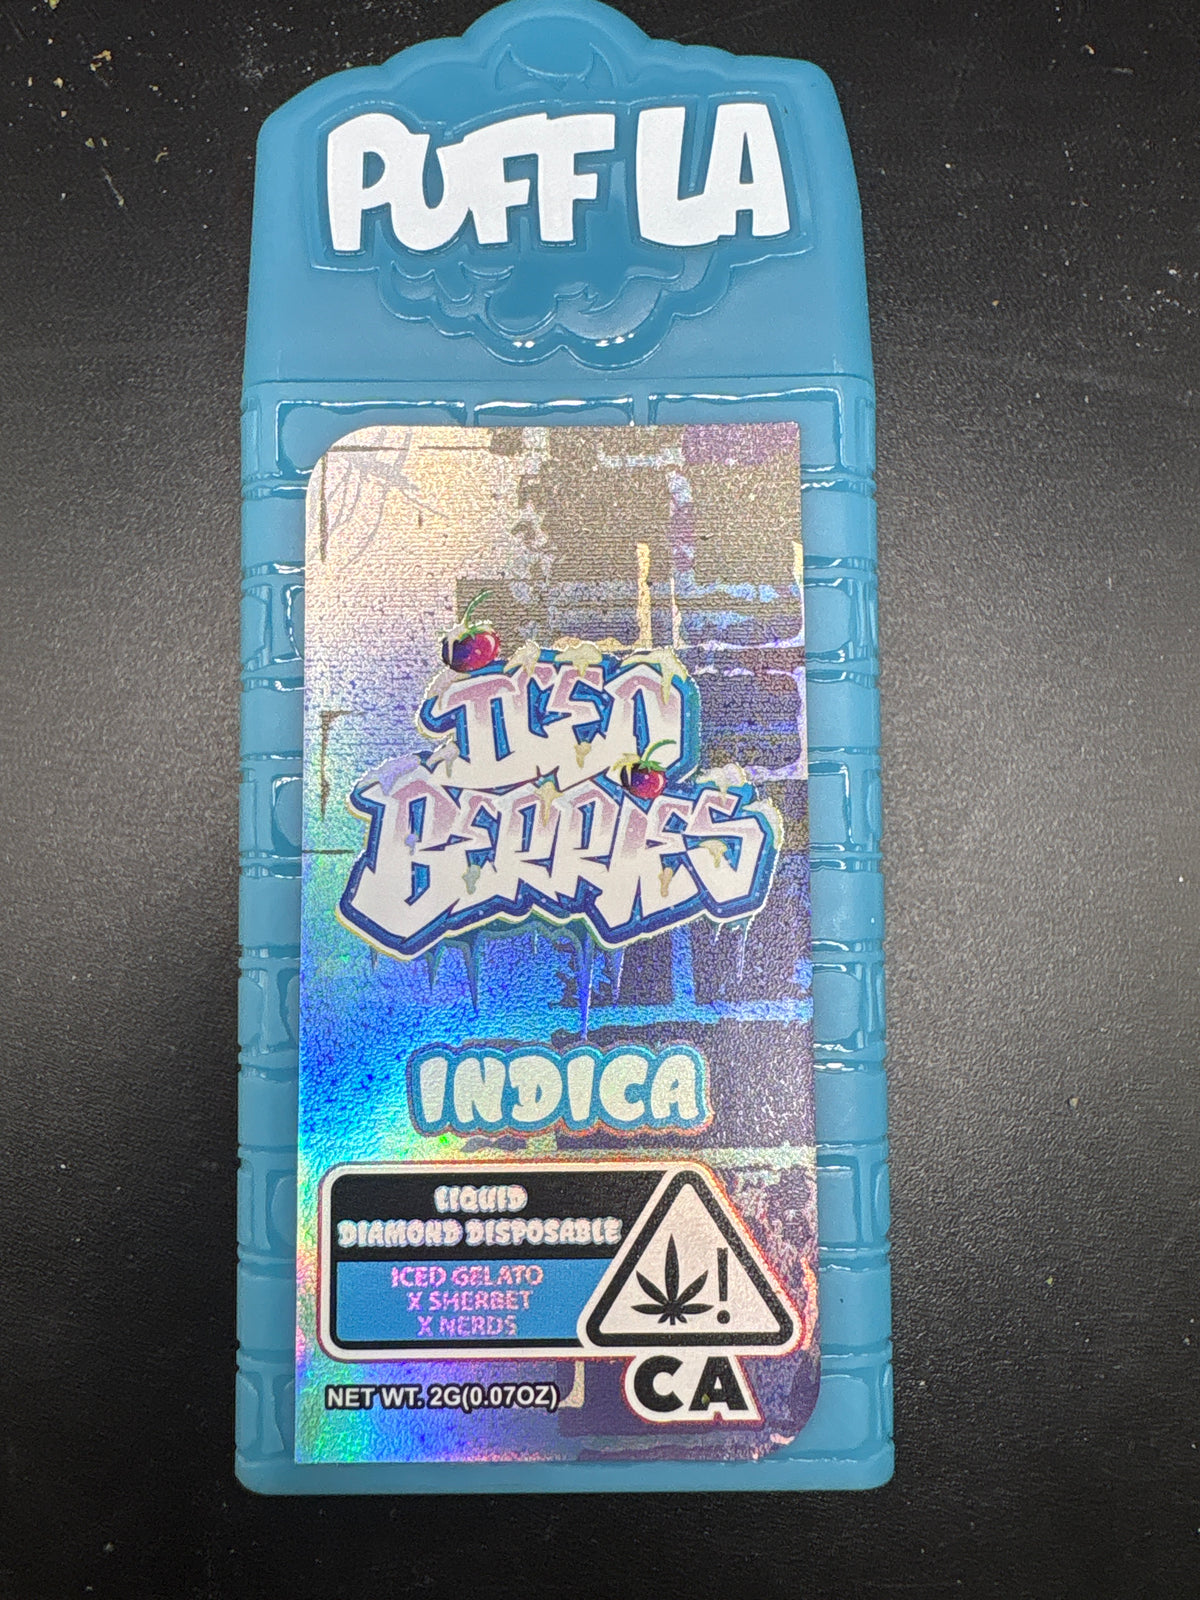 PUFF LA
ICED
BERRIES
INDICA
LIQUID
DIAMOND DISPOSABLE
ICED GELATO
X SHERBET
X NERDS
!
CA
NET WT. 2G(0.07OZ)